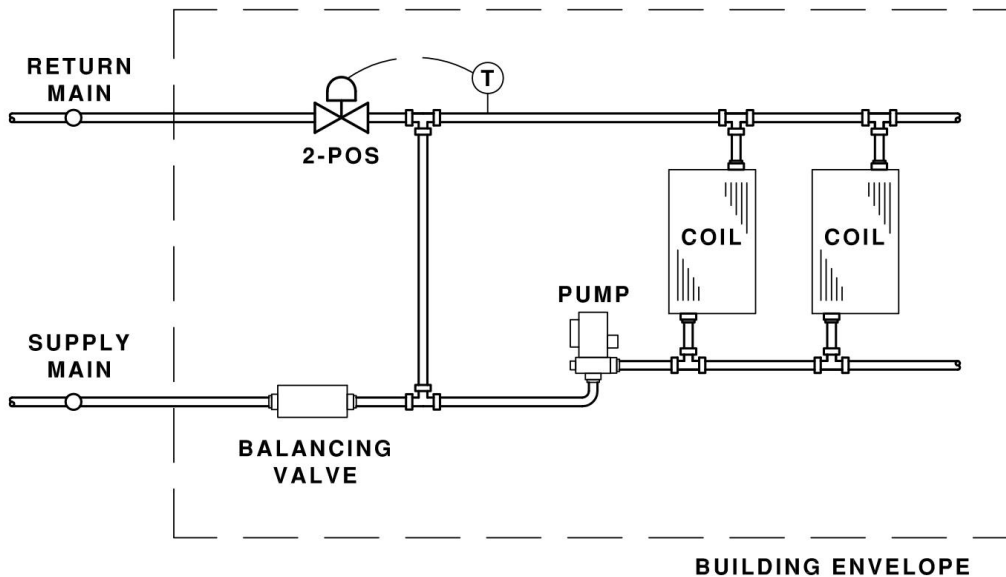 RETURN
MAIN
T
2-POS
COIL
COIL
PUMP
SUPPLY
MAIN
BALANCING
VALVE
BUILDING ENVELOPE